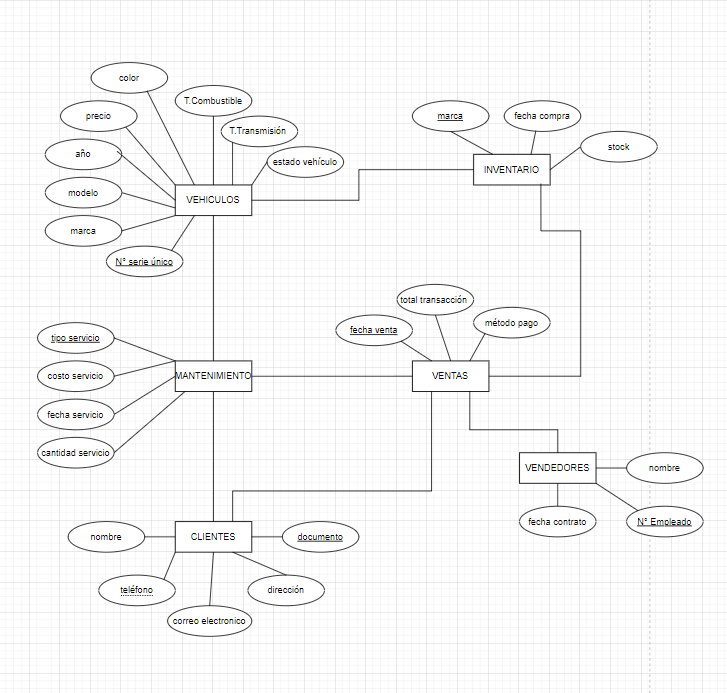 color
T.Combustible
precio
T.Transmisión
año
estado vehículo
modelo
VEHICULOS
marca
N° serie único
marca
fecha compra
stock
INVENTARIO
total transacción
fecha venta
método pago
tipo servicio
costo servicio
MANTENIMIENTO
VENTAS
fecha servicio
cantidad servicio
VENDEDORES
nombre
fecha contrato
N° Empleado
nombre
CLIENTES
documento
teléfono
dirección
correo electronico